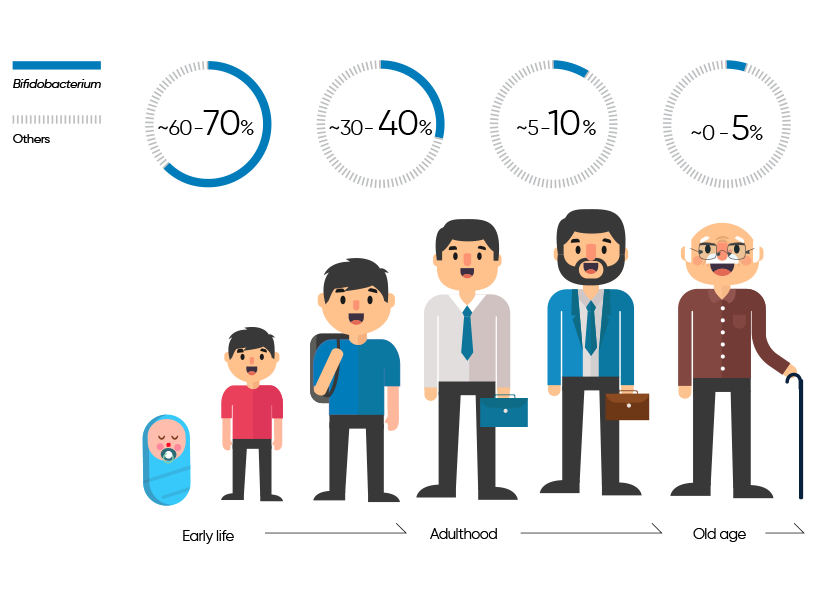 Bifidobacterium
Others
~60-70%
~30- 40%
~5-10%
~0 - 5%
Early life
Adulthood
Old age